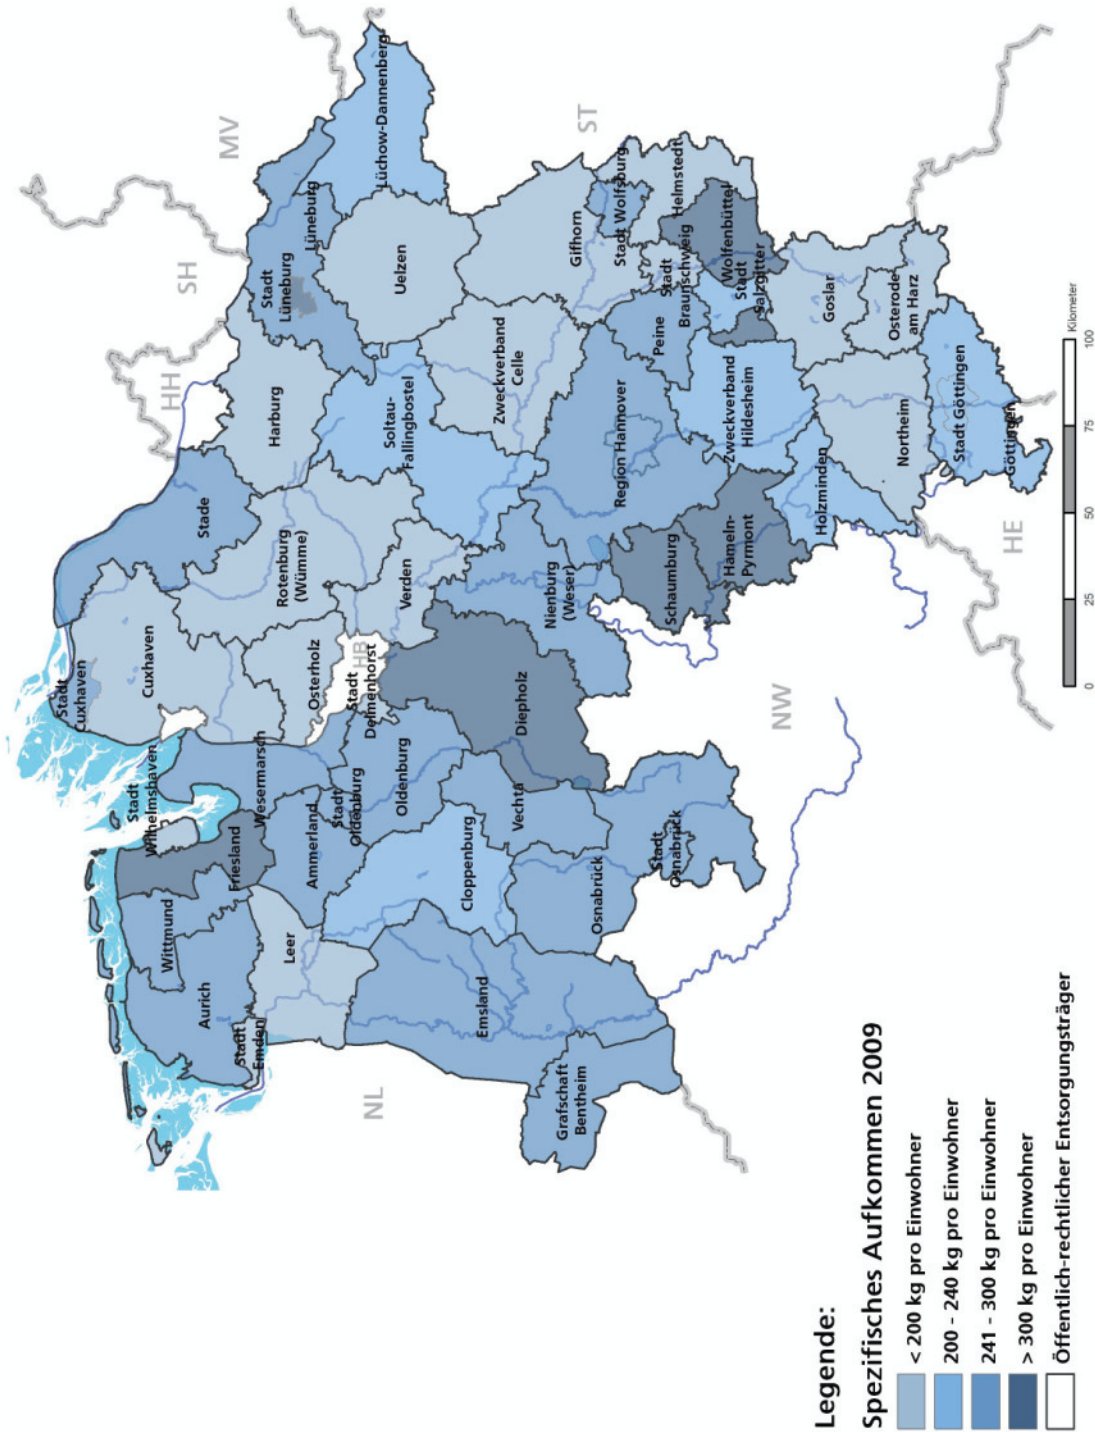 MV
SH
HH
ST
HB
NL
NW
HE
Lüchow-Dannenberg
Lüneburg
Stadt
Lüneburg
Uelzen
Harburg
Stade
Stadt
Cuxhaven
Cuxhaven
Rotenburg
(Wümme)
Soltau-
Fallingbostel
Zweckverband
Celle
Gifhorn
Stadt Wolfsburg
Helmstedt
Stadt
Braunschweig
Wolfenbüttel
Stadt
Salzgitter
Peine
Region Hannover
Zweckverband
Hildesheim
Goslar
Osterode
am Harz
Northeim
Stadt Göttingen
Göttingen
Holzminden
Hameln-
Pyrmont
Schaumburg
Nienburg
(Weser)
Verden
Osterholz
Stadt
Delmenhorst
Diepholz
Stadt
Wilhelmshaven
Wesermarsch
Friesland
Wittmund
Aurich
Stadt
Emden
Leer
Ammerland
Stadt
Oldenburg
Oldenburg
Cloppenburg
Vechta
Osnabrück
Stadt
Osnabrück
Emsland
Grafschaft
Bentheim
0 25 50 75 100
Kilometer
Legende:
Spezifisches Aufkommen 2009
< 200 kg pro Einwohner
200 - 240 kg pro Einwohner
241 - 300 kg pro Einwohner
> 300 kg pro Einwohner
Öffentlich-rechtlicher Entsorgungsträger